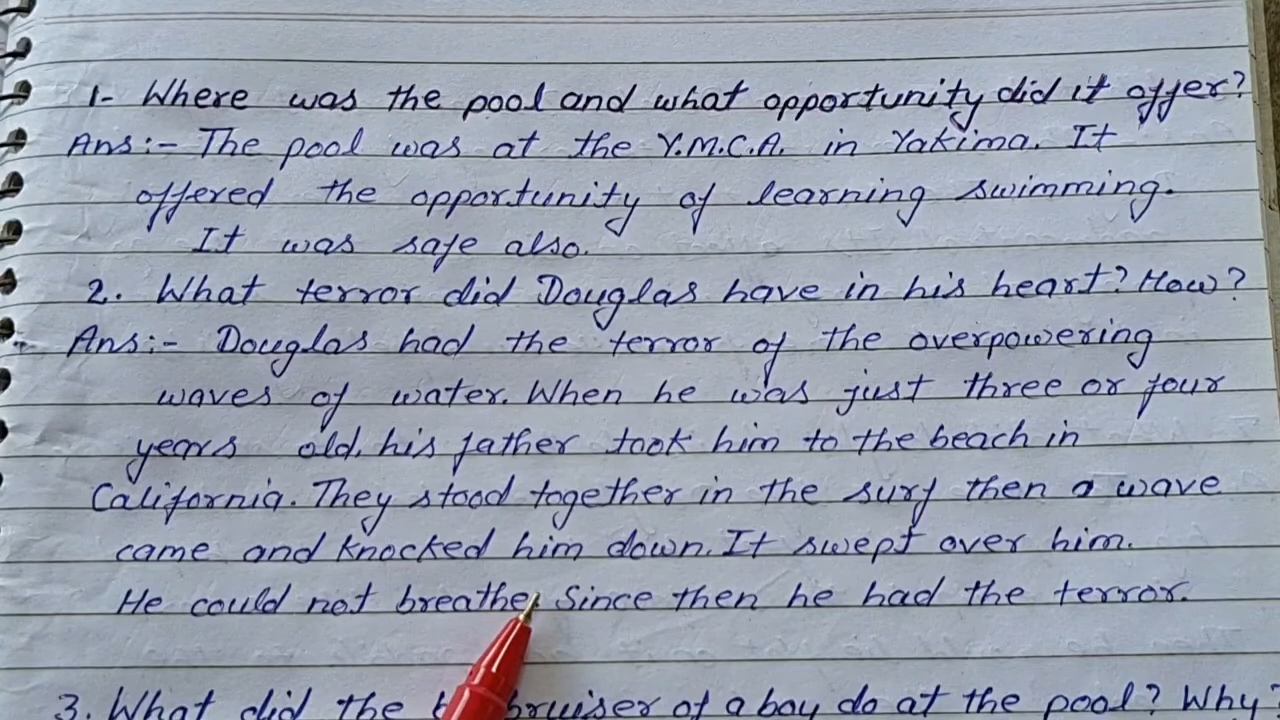 1- Where was the pool and what opportunity did it offer?
Ans:- The pool was at the Y.M.C.A. in Yakima. It
offered the opportunity of learning swimming.
It was safe also.
2. What terror did Douglas have in his heart? How?
Ans:- Douglas had the terror of the overpowering
waves of water. When he was just three or four
years old, his father took him to the beach in
California. They stood together in the surf then a wave
came and knocked him down. It swept over him.
He could not breathe. Since then he had the terror.
3. What did the bruiser of a boy do at the pool? Why?